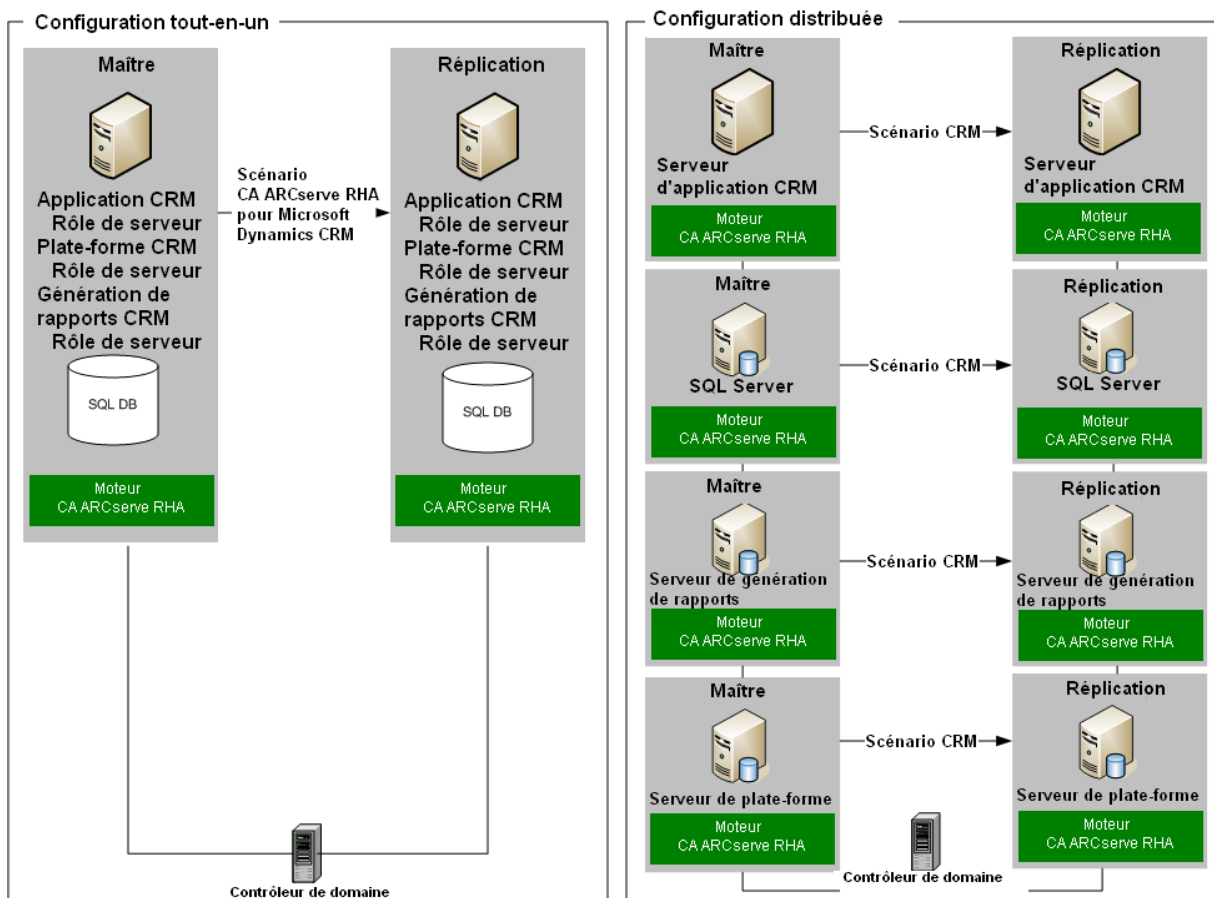 Configuration tout-en-un
Maître
Application CRM
Rôle de serveur
Plate-forme CRM
Rôle de serveur
Génération de
rapports CRM
Rôle de serveur
SQL DB
Moteur
CA ARCserve RHA
Scénario
CA ARCserve RHA
pour Microsoft
Dynamics CRM
Réplication
Application CRM
Rôle de serveur
Plate-forme CRM
Rôle de serveur
Génération de
rapports CRM
Rôle de serveur
SQL DB
Moteur
CA ARCserve RHA
Contrôleur de domaine
Configuration distribuée
Maître
Serveur
d'application CRM
Moteur
CA ARCserve RHA
Scénario CRM
Réplication
Serveur
d'application CRM
Moteur
CA ARCserve RHA
Maître
SQL Server
Moteur
CA ARCserve RHA
Scénario CRM
Réplication
SQL Server
Moteur
CA ARCserve RHA
Maître
Serveur de génération
de rapports
Moteur
CA ARCserve RHA
Scénario CRM
Réplication
Serveur de génération
de rapports
Moteur
CA ARCserve RHA
Maître
Serveur de plate-forme
Moteur
CA ARCserve RHA
Scénario CRM
Réplication
Serveur de plate-forme
Moteur
CA ARCserve RHA
Contrôleur de domaine